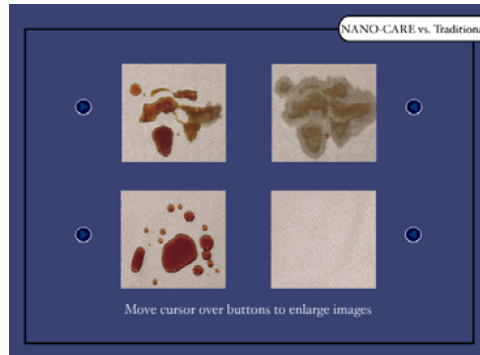 NANO-CARE vs. Traditiona
Move cursor over buttons to enlarge images